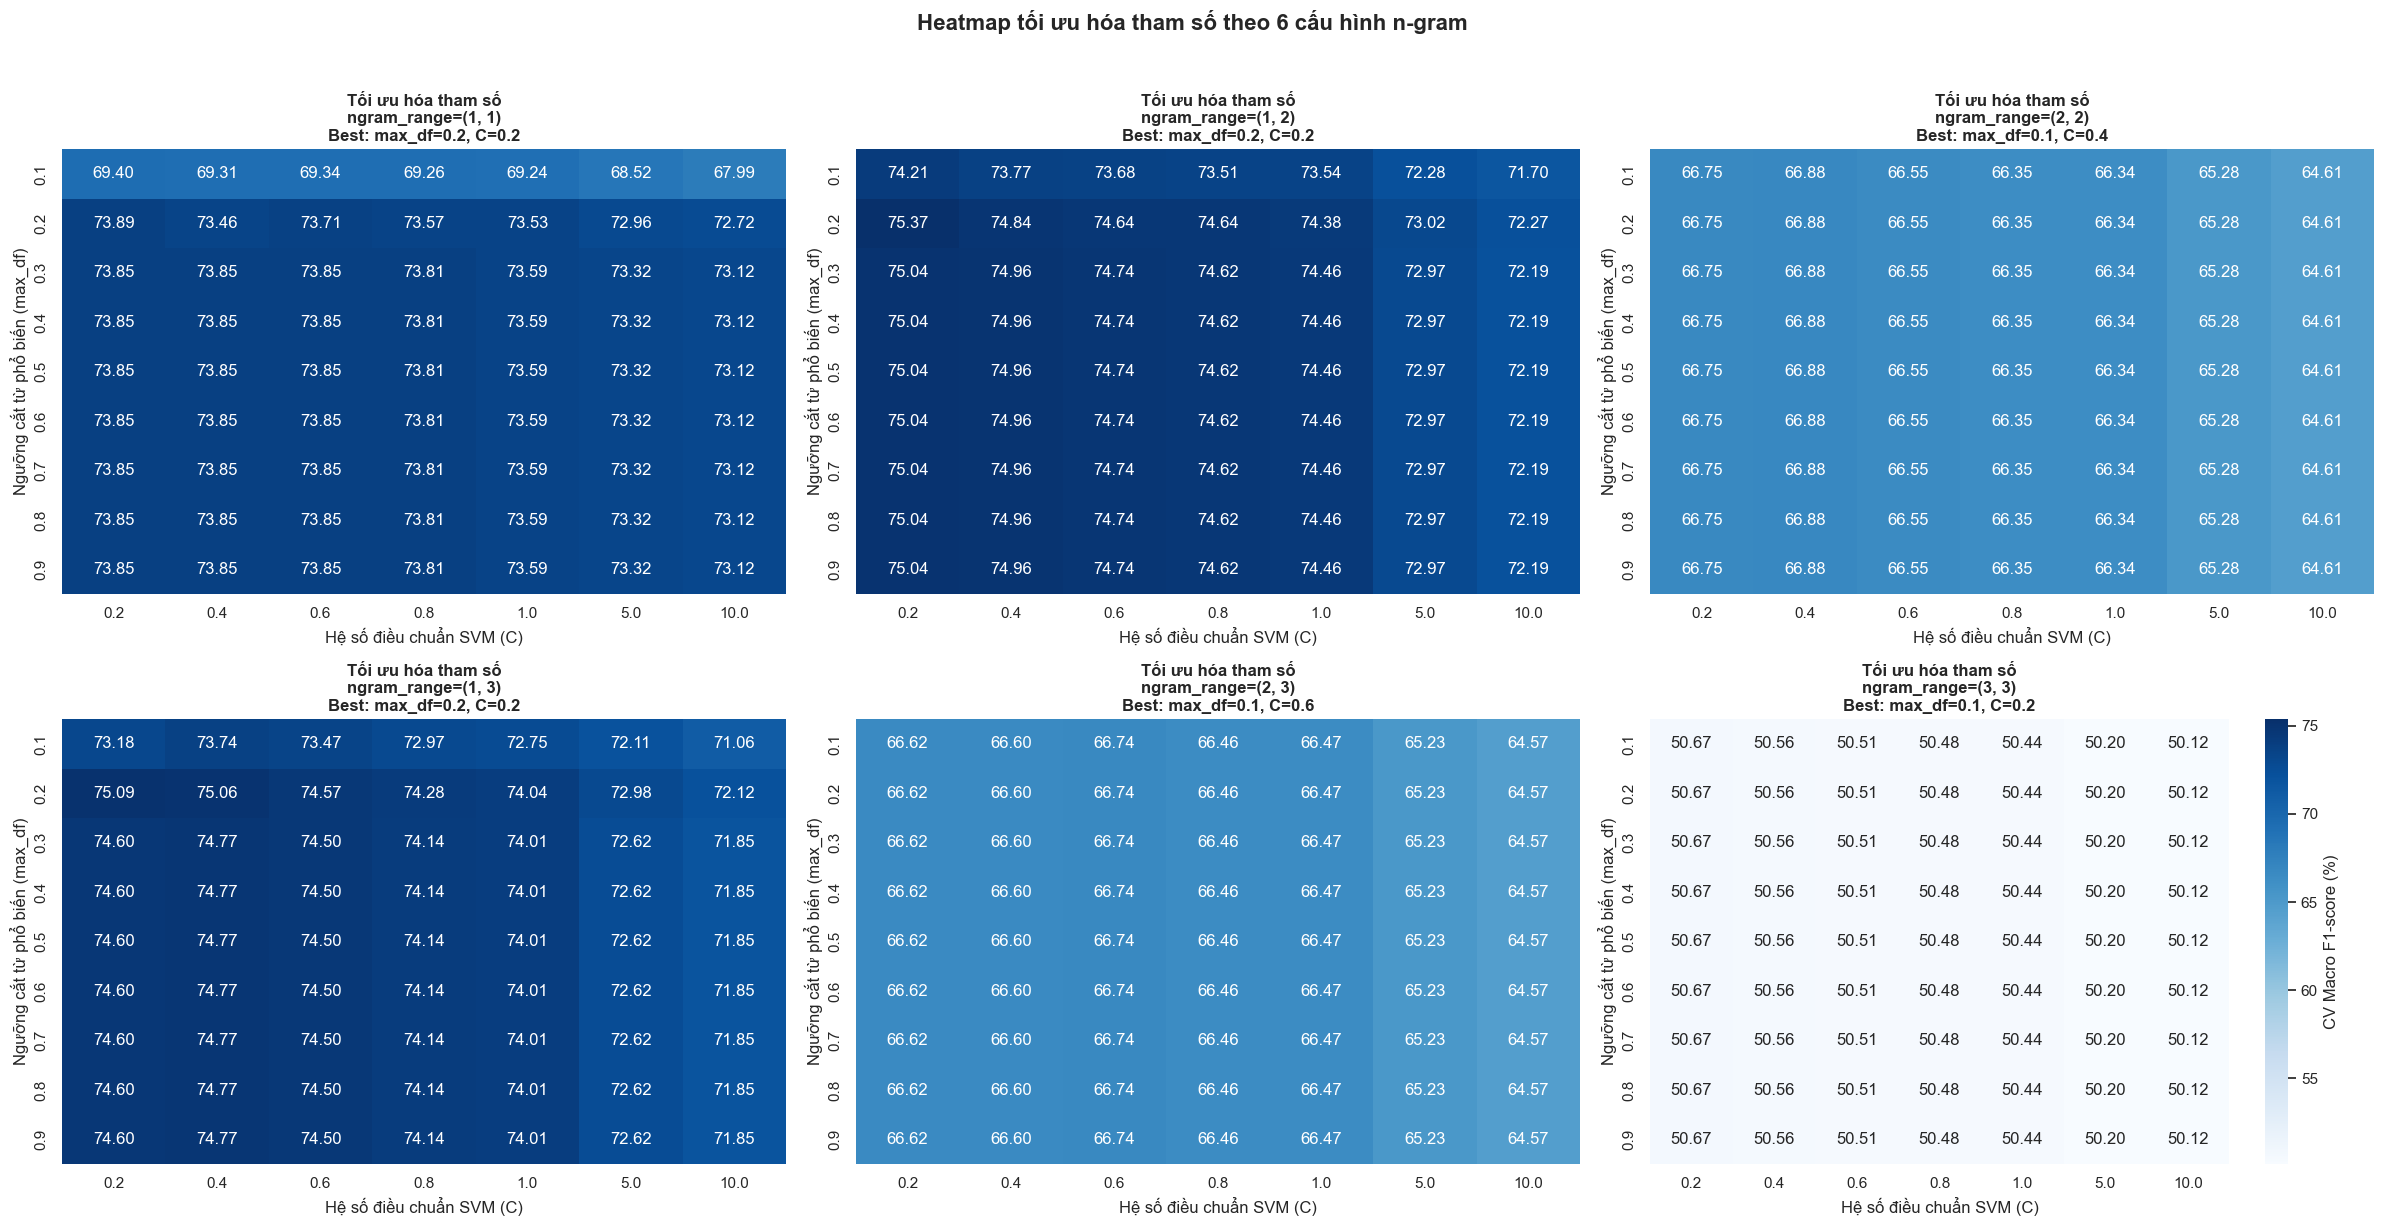 Heatmap tối ưu hóa tham số theo 6 cấu hình n-gram
Tối ưu hóa tham số
ngram_range=(1, 1)
Best: max_df=0.2, C=0.2
Ngưỡng cắt từ phổ biến (max_df)
0.1 69.40 69.31 69.34 69.26 69.24 68.52 67.99
0.2 73.89 73.46 73.71 73.57 73.53 72.96 72.72
0.3 73.85 73.85 73.85 73.81 73.59 73.32 73.12
0.4 73.85 73.85 73.85 73.81 73.59 73.32 73.12
0.5 73.85 73.85 73.85 73.81 73.59 73.32 73.12
0.6 73.85 73.85 73.85 73.81 73.59 73.32 73.12
0.7 73.85 73.85 73.85 73.81 73.59 73.32 73.12
0.8 73.85 73.85 73.85 73.81 73.59 73.32 73.12
0.9 73.85 73.85 73.85 73.81 73.59 73.32 73.12
0.2 0.4 0.6 0.8 1.0 5.0 10.0
Hệ số điều chuẩn SVM (C)
Tối ưu hóa tham số
ngram_range=(1, 2)
Best: max_df=0.2, C=0.2
Ngưỡng cắt từ phổ biến (max_df)
0.1 74.21 73.77 73.68 73.51 73.54 72.28 71.70
0.2 75.37 74.84 74.64 74.64 74.38 73.02 72.27
0.3 75.04 74.96 74.74 74.62 74.46 72.97 72.19
0.4 75.04 74.96 74.74 74.62 74.46 72.97 72.19
0.5 75.04 74.96 74.74 74.62 74.46 72.97 72.19
0.6 75.04 74.96 74.74 74.62 74.46 72.97 72.19
0.7 75.04 74.96 74.74 74.62 74.46 72.97 72.19
0.8 75.04 74.96 74.74 74.62 74.46 72.97 72.19
0.9 75.04 74.96 74.74 74.62 74.46 72.97 72.19
0.2 0.4 0.6 0.8 1.0 5.0 10.0
Hệ số điều chuẩn SVM (C)
Tối ưu hóa tham số
ngram_range=(2, 2)
Best: max_df=0.1, C=0.4
Ngưỡng cắt từ phổ biến (max_df)
0.1 66.75 66.88 66.55 66.35 66.34 65.28 64.61
0.2 66.75 66.88 66.55 66.35 66.34 65.28 64.61
0.3 66.75 66.88 66.55 66.35 66.34 65.28 64.61
0.4 66.75 66.88 66.55 66.35 66.34 65.28 64.61
0.5 66.75 66.88 66.55 66.35 66.34 65.28 64.61
0.6 66.75 66.88 66.55 66.35 66.34 65.28 64.61
0.7 66.75 66.88 66.55 66.35 66.34 65.28 64.61
0.8 66.75 66.88 66.55 66.35 66.34 65.28 64.61
0.9 66.75 66.88 66.55 66.35 66.34 65.28 64.61
0.2 0.4 0.6 0.8 1.0 5.0 10.0
Hệ số điều chuẩn SVM (C)
Tối ưu hóa tham số
ngram_range=(1, 3)
Best: max_df=0.2, C=0.2
Ngưỡng cắt từ phổ biến (max_df)
0.1 73.18 73.74 73.47 72.97 72.75 72.11 71.06
0.2 75.09 75.06 74.57 74.28 74.04 72.98 72.12
0.3 74.60 74.77 74.50 74.14 74.01 72.62 71.85
0.4 74.60 74.77 74.50 74.14 74.01 72.62 71.85
0.5 74.60 74.77 74.50 74.14 74.01 72.62 71.85
0.6 74.60 74.77 74.50 74.14 74.01 72.62 71.85
0.7 74.60 74.77 74.50 74.14 74.01 72.62 71.85
0.8 74.60 74.77 74.50 74.14 74.01 72.62 71.85
0.9 74.60 74.77 74.50 74.14 74.01 72.62 71.85
0.2 0.4 0.6 0.8 1.0 5.0 10.0
Hệ số điều chuẩn SVM (C)
Tối ưu hóa tham số
ngram_range=(2, 3)
Best: max_df=0.1, C=0.6
Ngưỡng cắt từ phổ biến (max_df)
0.1 66.62 66.60 66.74 66.46 66.47 65.23 64.57
0.2 66.62 66.60 66.74 66.46 66.47 65.23 64.57
0.3 66.62 66.60 66.74 66.46 66.47 65.23 64.57
0.4 66.62 66.60 66.74 66.46 66.47 65.23 64.57
0.5 66.62 66.60 66.74 66.46 66.47 65.23 64.57
0.6 66.62 66.60 66.74 66.46 66.47 65.23 64.57
0.7 66.62 66.60 66.74 66.46 66.47 65.23 64.57
0.8 66.62 66.60 66.74 66.46 66.47 65.23 64.57
0.9 66.62 66.60 66.74 66.46 66.47 65.23 64.57
0.2 0.4 0.6 0.8 1.0 5.0 10.0
Hệ số điều chuẩn SVM (C)
Tối ưu hóa tham số
ngram_range=(3, 3)
Best: max_df=0.1, C=0.2
Ngưỡng cắt từ phổ biến (max_df)
0.1 50.67 50.56 50.51 50.48 50.44 50.20 50.12
0.2 50.67 50.56 50.51 50.48 50.44 50.20 50.12
0.3 50.67 50.56 50.51 50.48 50.44 50.20 50.12
0.4 50.67 50.56 50.51 50.48 50.44 50.20 50.12
0.5 50.67 50.56 50.51 50.48 50.44 50.20 50.12
0.6 50.67 50.56 50.51 50.48 50.44 50.20 50.12
0.7 50.67 50.56 50.51 50.48 50.44 50.20 50.12
0.8 50.67 50.56 50.51 50.48 50.44 50.20 50.12
0.9 50.67 50.56 50.51 50.48 50.44 50.20 50.12
0.2 0.4 0.6 0.8 1.0 5.0 10.0
Hệ số điều chuẩn SVM (C)
75
70
65
60
55
CV Macro F1-score (%)